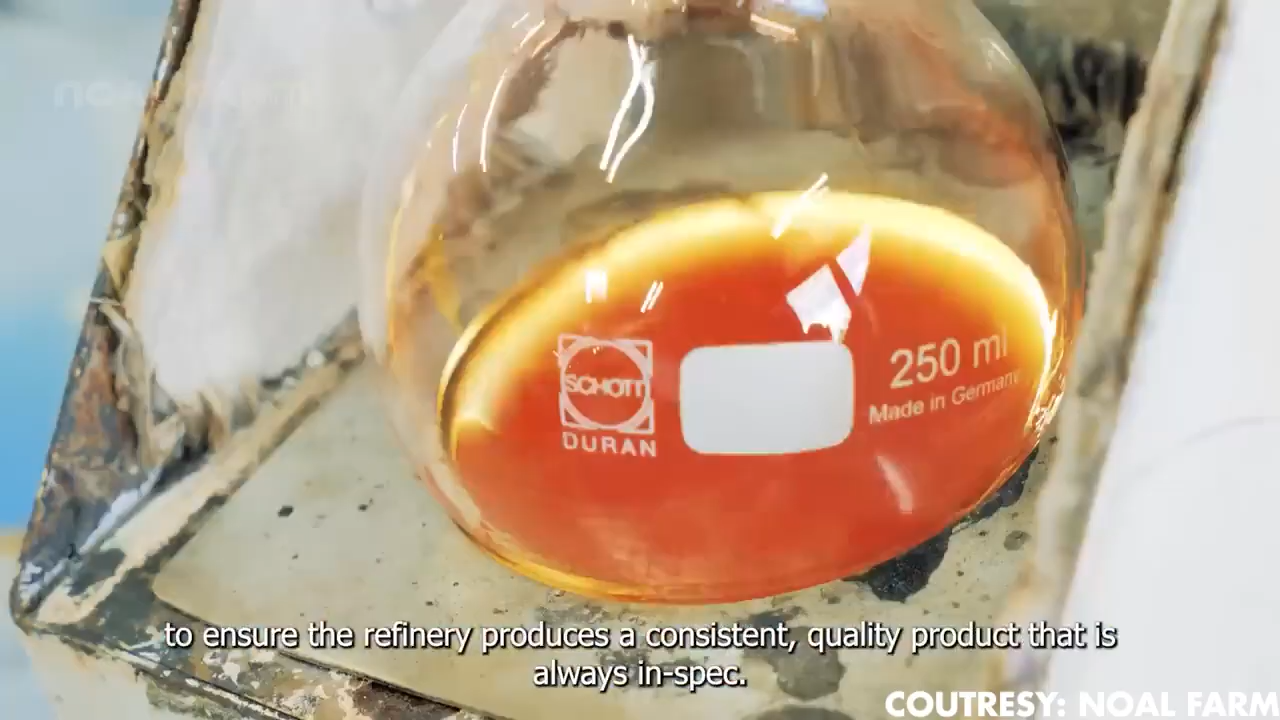 SCHOTT
DURAN
250 ml
Made in Germany
to ensure the refinery produces a consistent, quality product that is
always in-spec.
COUTRESY: NOAL FARM